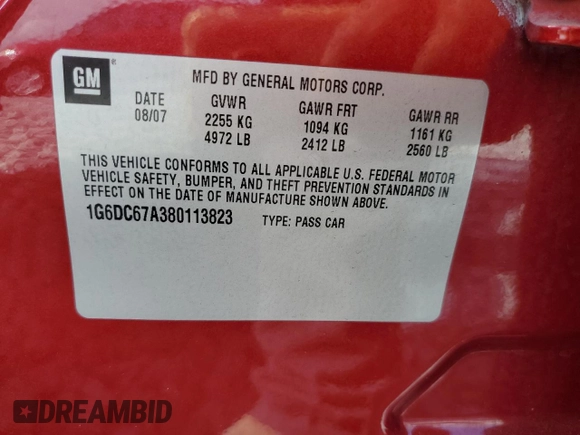 GM ®
MFD BY GENERAL MOTORS CORP.
DATE GVWR GAWR FRT GAWR RR
08/07 2255 KG 1094 KG 1161 KG
4972 LB 2412 LB 2560 LB
THIS VEHICLE CONFORMS TO ALL APPLICABLE U.S. FEDERAL MOTOR
VEHICLE SAFETY, BUMPER, AND THEFT PREVENTION STANDARDS IN
EFFECT ON THE DATE OF MANUFACTURE SHOWN ABOVE.
1G6DC67A380113823 TYPE: PASS CAR
DREAMBID